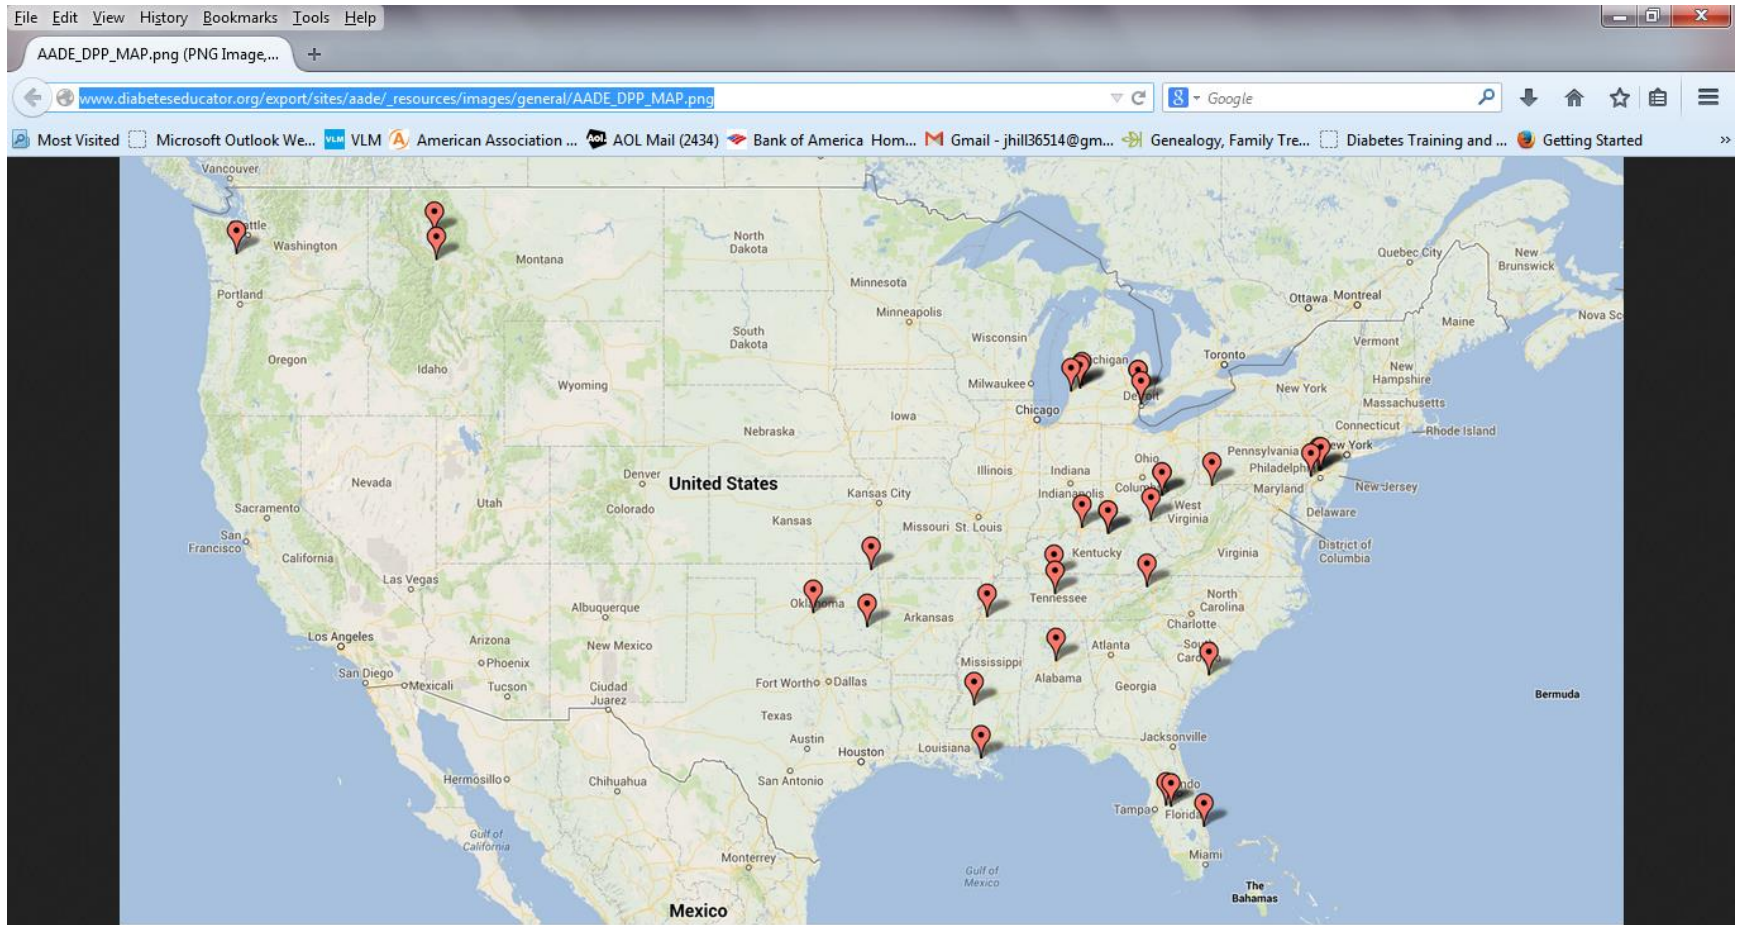 File Edit View History Bookmarks Tools Help
AADE_DPP_MAP.png (PNG Image,...
www.diabeteseducator.org/export/sites/aade/_resources/images/general/AADE_DPP_MAP.png
8 Google
Most Visited Microsoft Outlook We... VLM VLM American Association ... Aol. AOL Mail (2434) Bank of America Hom... Gmail - jhill36514@gm... Genealogy, Family Tre... Diabetes Training and ... Getting Started »
Vancouver
Washington
Montana
North
Dakota
Minnesota
Quebec City
New
Brunswick
Portland
Ottawa Montreal
Minneapolis
Maine
Nova Sc
South
Dakota
Wisconsin
Vermont
Toronto
Oregon
Idaho
New
Hampshire
Wyoming
Milwaukee
New York
Massachusetts
Chicago
Iowa
Connecticut
Rhode Island
Nebraska
Pennsylvania
Ohio
Denver
United States
Illinois
Indiana
Nevada
Utah
Kansas City
Indianapolis
Maryland
New Jersey
Sacramento
Colorado
Kansas
Missouri St. Louis
West
Virginia
Delaware
San
Francisco
California
Kentucky
Virginia
District of
Columbia
Las Vegas
Albuquerque
Arkansas
Tennessee
North
Carolina
Charlotte
Los Angeles
Arizona
New Mexico
Atlanta
Phoenix
Mississippi
San Diego
Mexicali
Tucson
Ciudad
Juarez
Fort Worth Dallas
Alabama
Georgia
Bermuda
Texas
Austin
Houston
Louisiana
Jacksonville
Hermosillo
Chihuahua
San Antonio
Tampa
Florida
Gulf of
California
Monterrey
Miami
Gulf of
Mexico
The
Bahamas
Mexico